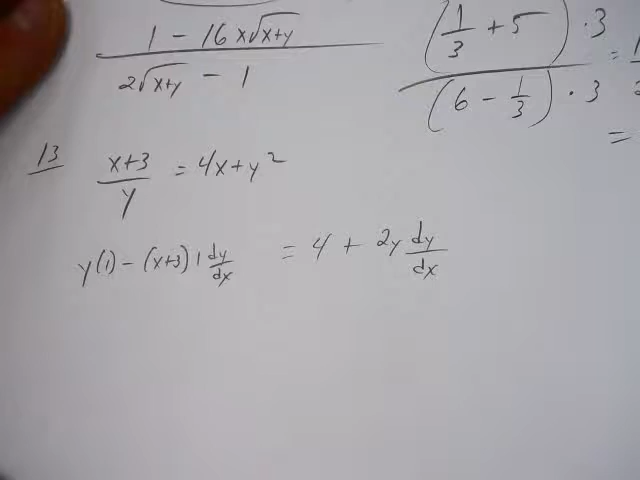 1 - 16x√(x+y)
2√(x+y) - 1
(1/3 + 5) · 3
(6 - 1/3) · 3
=
=
13
(x+3)/y = 4x + y²
y(1) - (x+3) 1 dy/dx = 4 + 2y dy/dx